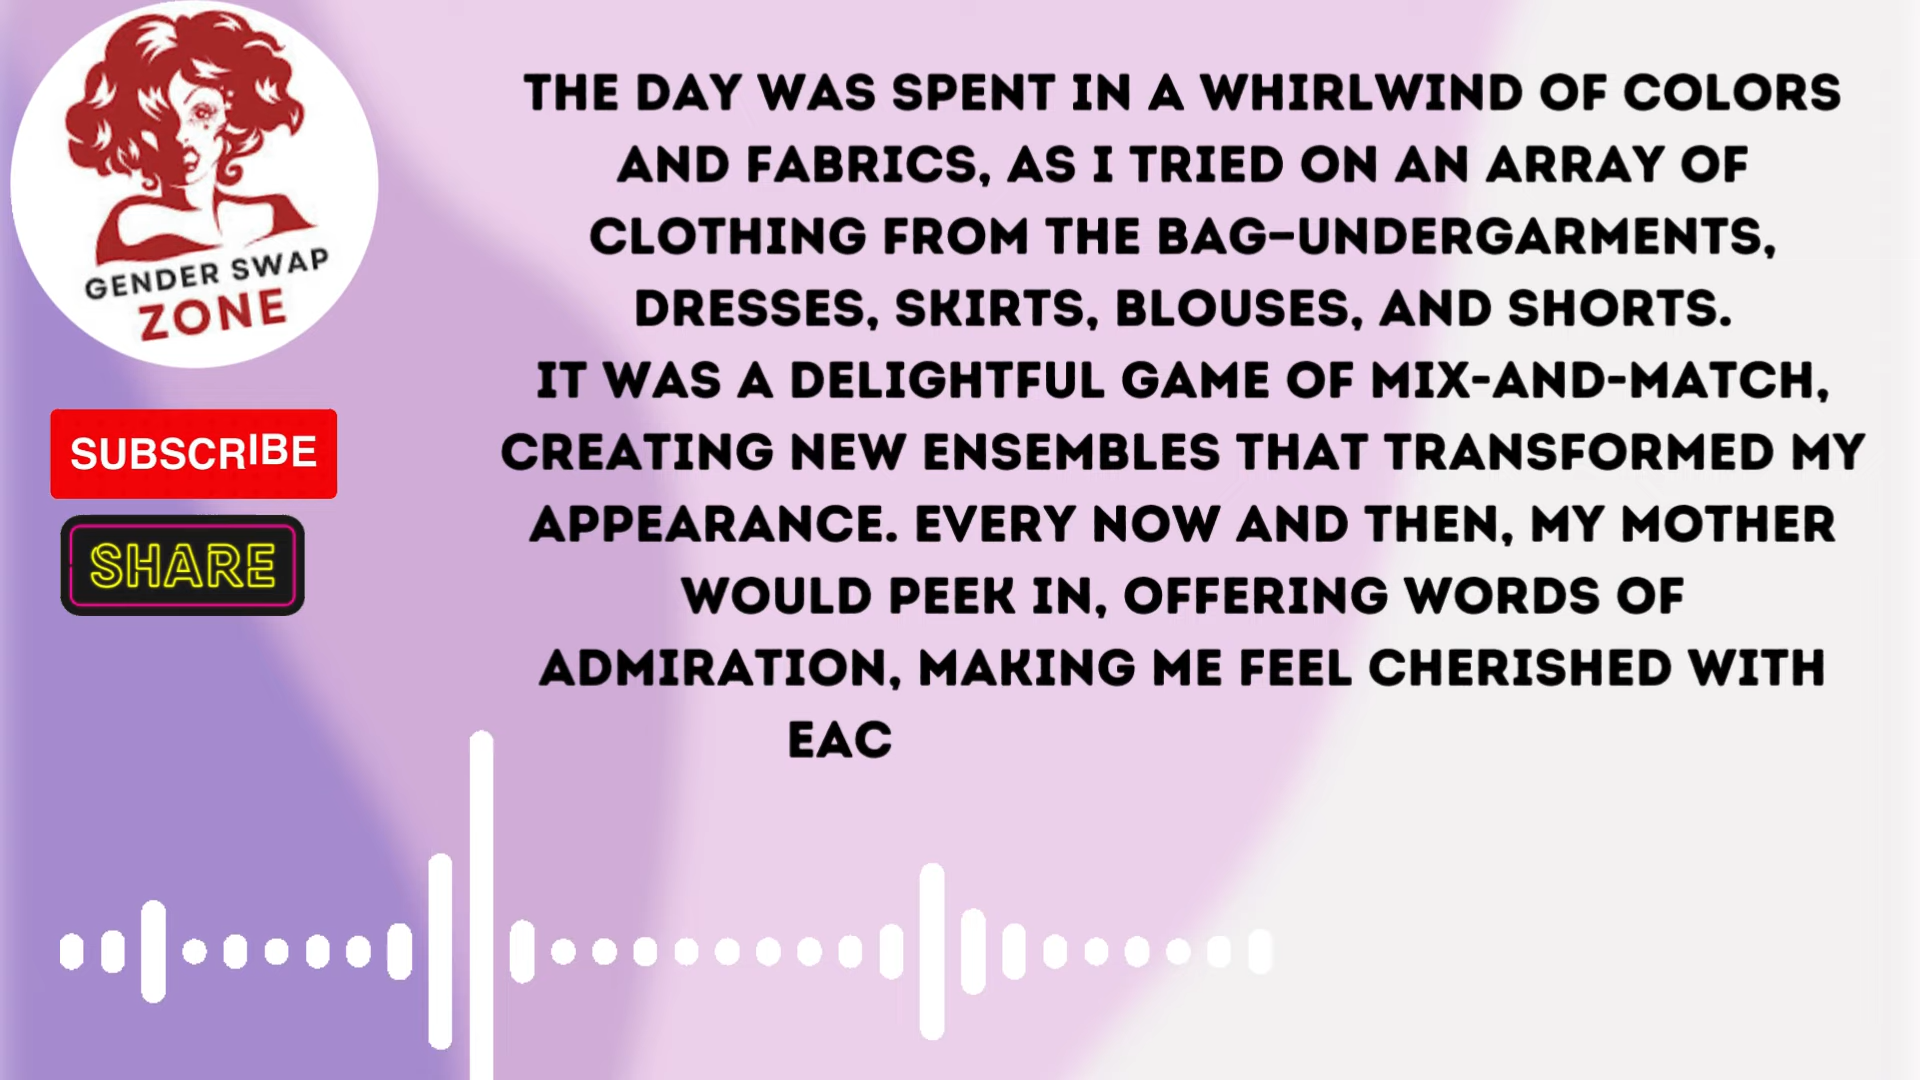 GENDER SWAP
ZONE
SUBSCRIBE
SHARE
THE DAY WAS SPENT IN A WHIRLWIND OF COLORS
AND FABRICS, AS I TRIED ON AN ARRAY OF
CLOTHING FROM THE BAG–UNDERGARMENTS,
DRESSES, SKIRTS, BLOUSES, AND SHORTS.
IT WAS A DELIGHTFUL GAME OF MIX-AND-MATCH,
CREATING NEW ENSEMBLES THAT TRANSFORMED MY
APPEARANCE. EVERY NOW AND THEN, MY MOTHER
WOULD PEEK IN, OFFERING WORDS OF
ADMIRATION, MAKING ME FEEL CHERISHED WITH
EAC